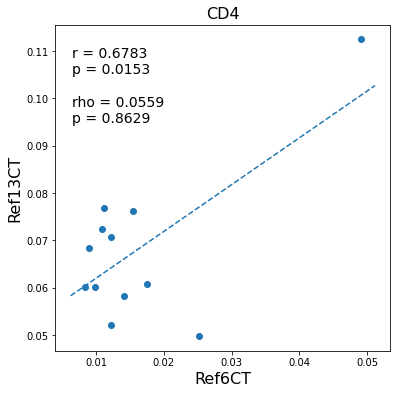 CD4
r = 0.6783
p = 0.0153
rho = 0.0559
p = 0.8629
0.11
0.10
0.09
0.08
0.07
0.06
0.05
Ref13CT
0.01 0.02 0.03 0.04 0.05
Ref6CT